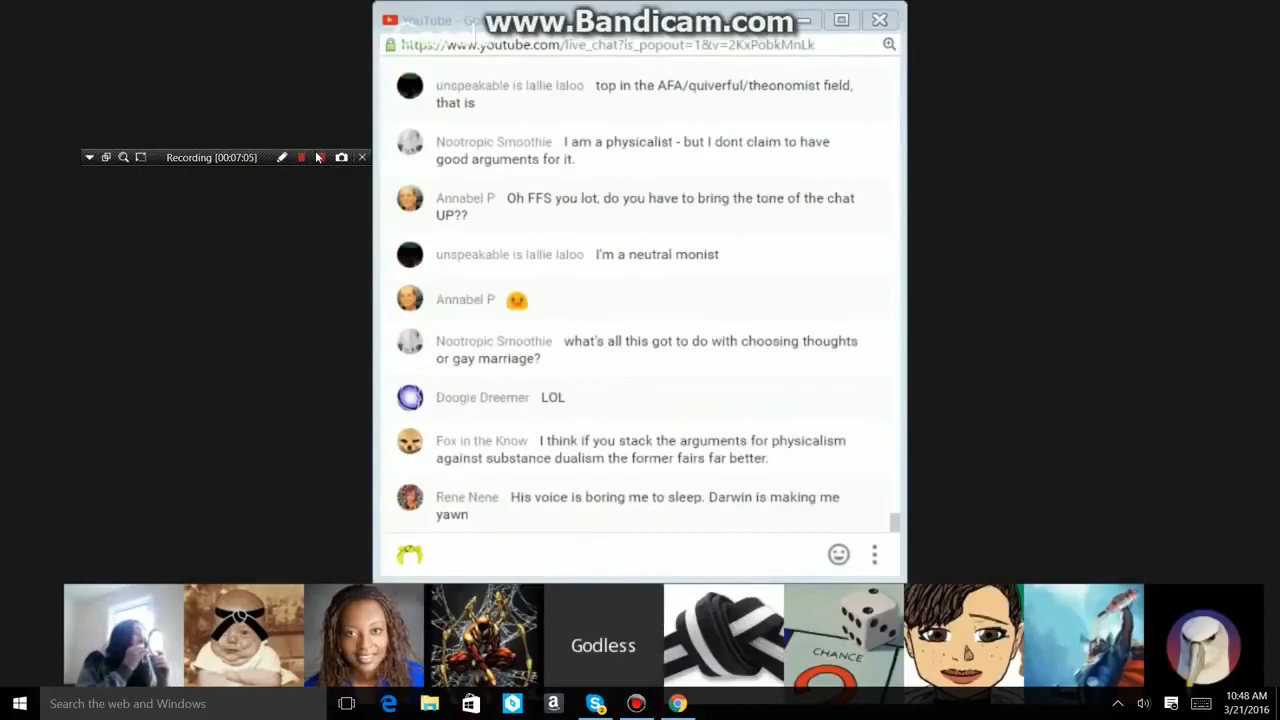 www.Bandicam.com
YouTube - Go
https://www.youtube.com/live_chat?is_popout=1&v=2KxPobkMnLk
unspeakable is lallie laloo top in the AFA/quiverful/theonomist field,
that is
Recording [00:07:05]
Nootropic Smoothie I am a physicalist - but I dont claim to have
good arguments for it.
Annabel P Oh FFS you lot, do you have to bring the tone of the chat
UP??
unspeakable is lallie laloo I'm a neutral monist
Annabel P
Nootropic Smoothie what's all this got to do with choosing thoughts
or gay marriage?
Dougie Dreemer LOL
Fox in the Know I think if you stack the arguments for physicalism
against substance dualism the former fairs far better.
Rene Nene His voice is boring me to sleep. Darwin is making me
yawn
Godless
CHANCE
?
Search the web and Windows
10:48 AM
3/21/2016